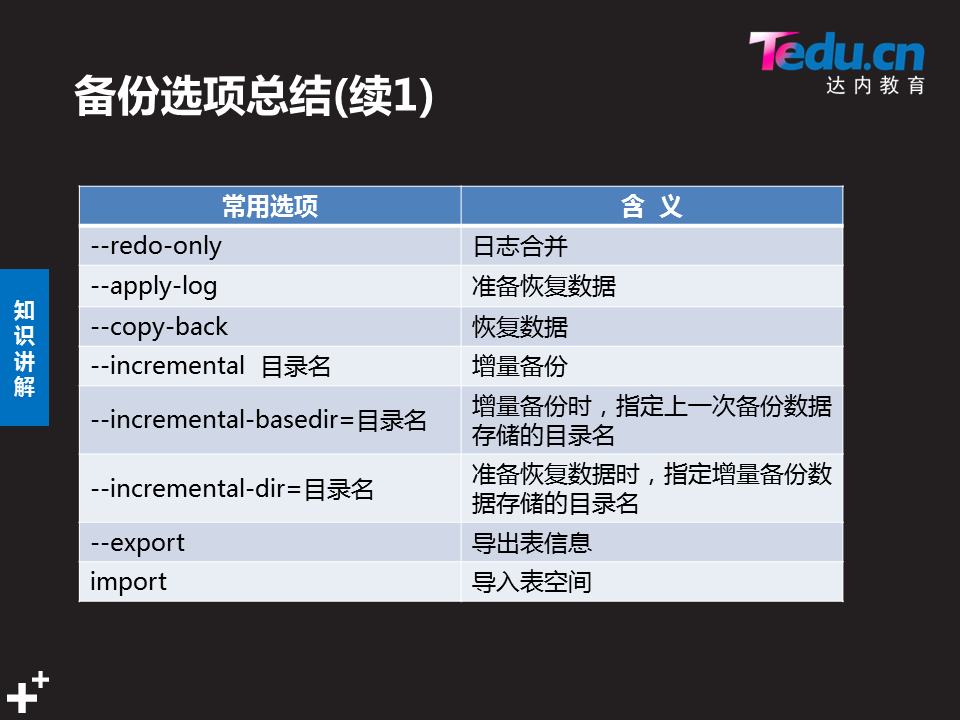 Tedu.cn
达内教育
备份选项总结(续1)
知识讲解
常用选项 含 义
--redo-only 日志合并
--apply-log 准备恢复数据
--copy-back 恢复数据
--incremental 目录名 增量备份
--incremental-basedir=目录名 增量备份时，指定上一次备份数据
存储的目录名
--incremental-dir=目录名 准备恢复数据时，指定增量备份数
据存储的目录名
--export 导出表信息
import 导入表空间